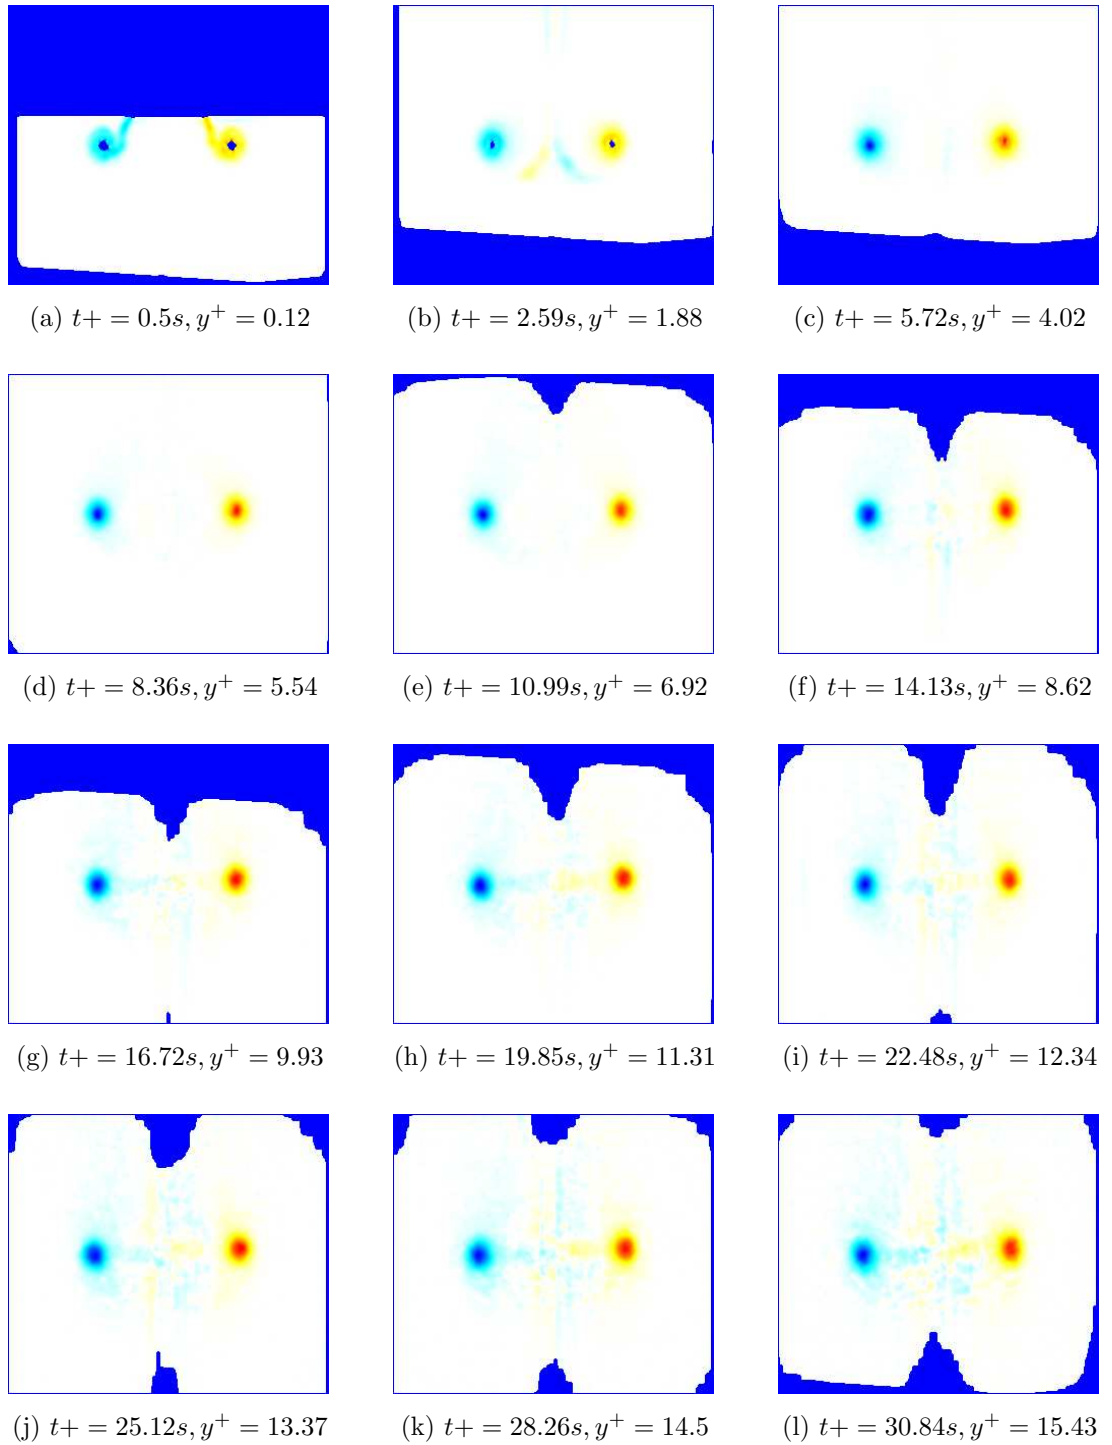 (a) t+ = 0.5s, y⁺ = 0.12
(b) t+ = 2.59s, y⁺ = 1.88
(c) t+ = 5.72s, y⁺ = 4.02
(d) t+ = 8.36s, y⁺ = 5.54
(e) t+ = 10.99s, y⁺ = 6.92
(f) t+ = 14.13s, y⁺ = 8.62
(g) t+ = 16.72s, y⁺ = 9.93
(h) t+ = 19.85s, y⁺ = 11.31
(i) t+ = 22.48s, y⁺ = 12.34
(j) t+ = 25.12s, y⁺ = 13.37
(k) t+ = 28.26s, y⁺ = 14.5
(l) t+ = 30.84s, y⁺ = 15.43